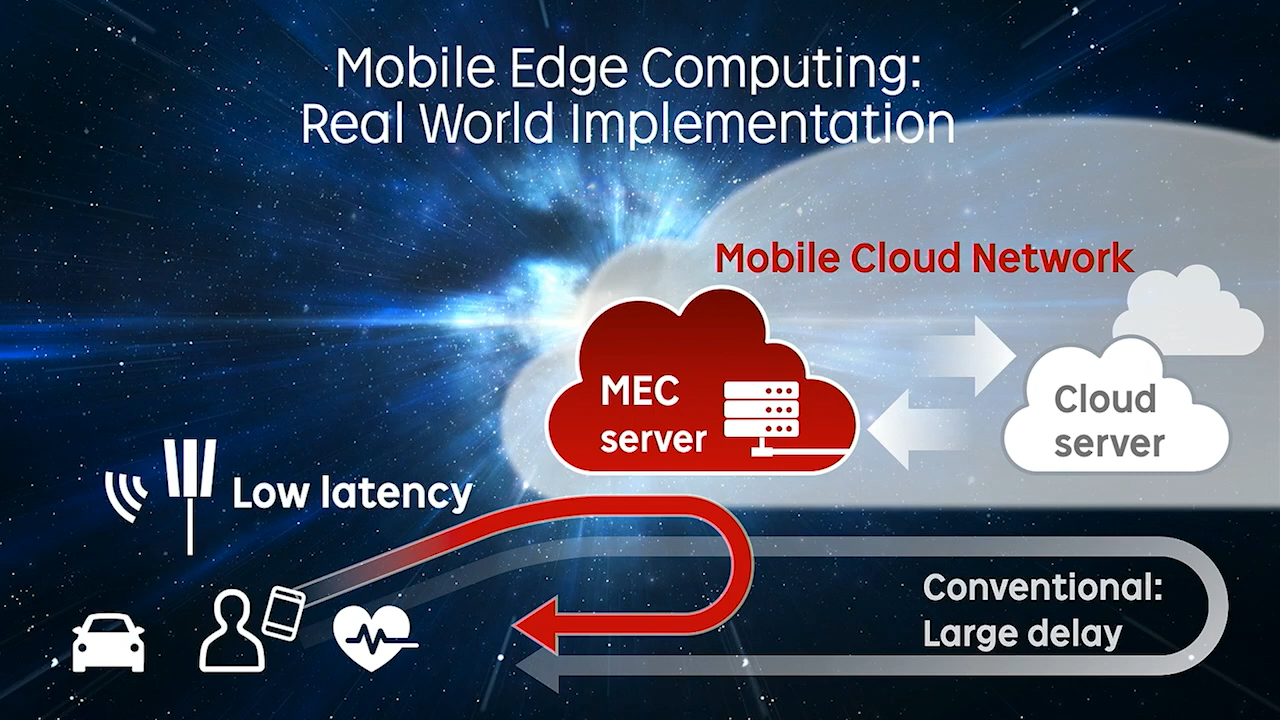 Mobile Edge Computing:
Real World Implementation
Mobile Cloud Network
MEC
server
Cloud
server
Low latency
Conventional:
Large delay